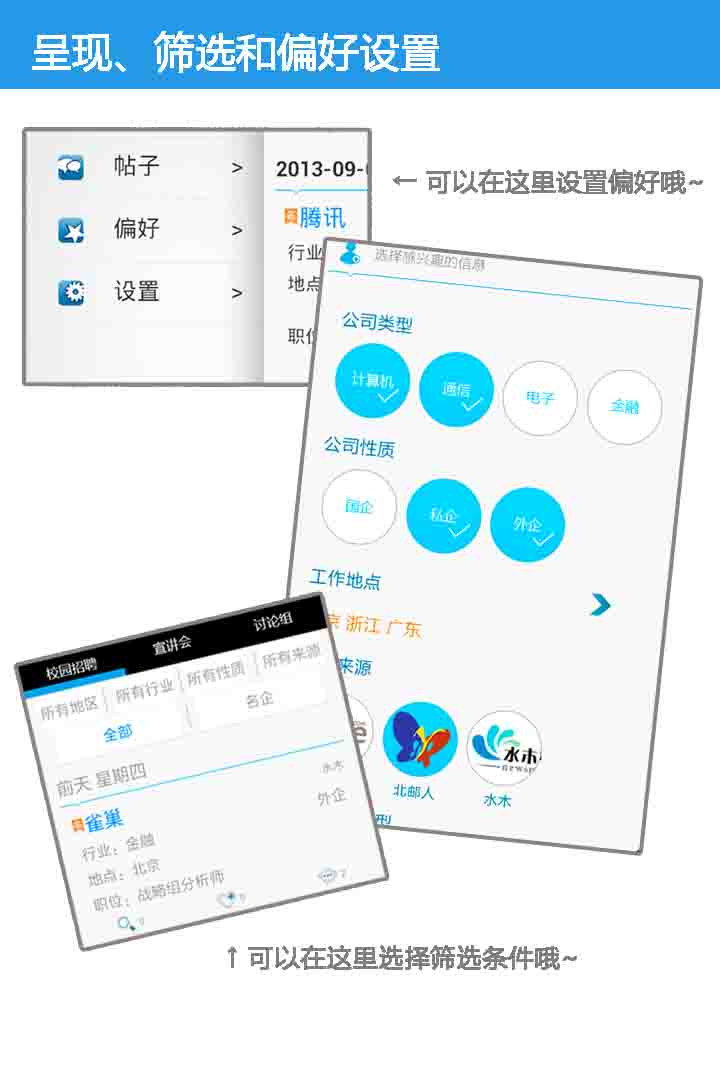 呈现、筛选和偏好设置
帖子 >
偏好 >
设置 >
2013-09-
腾讯
行业
地点
职位
← 可以在这里设置偏好哦~
选择感兴趣的信息
公司类型
计算机 通信 电子 金融
公司性质
国企 私企 外企
工作地点
京 浙江 广东
来源
北邮人 水木
水木
型
校园招聘 宣讲会 讨论组
所有地区 所有行业 所有性质 所有来源
全部 名企
前天 星期四 水木
雀巢 外企
行业：金融
地点：北京
职位：战略组分析师
↑ 可以在这里选择筛选条件哦~